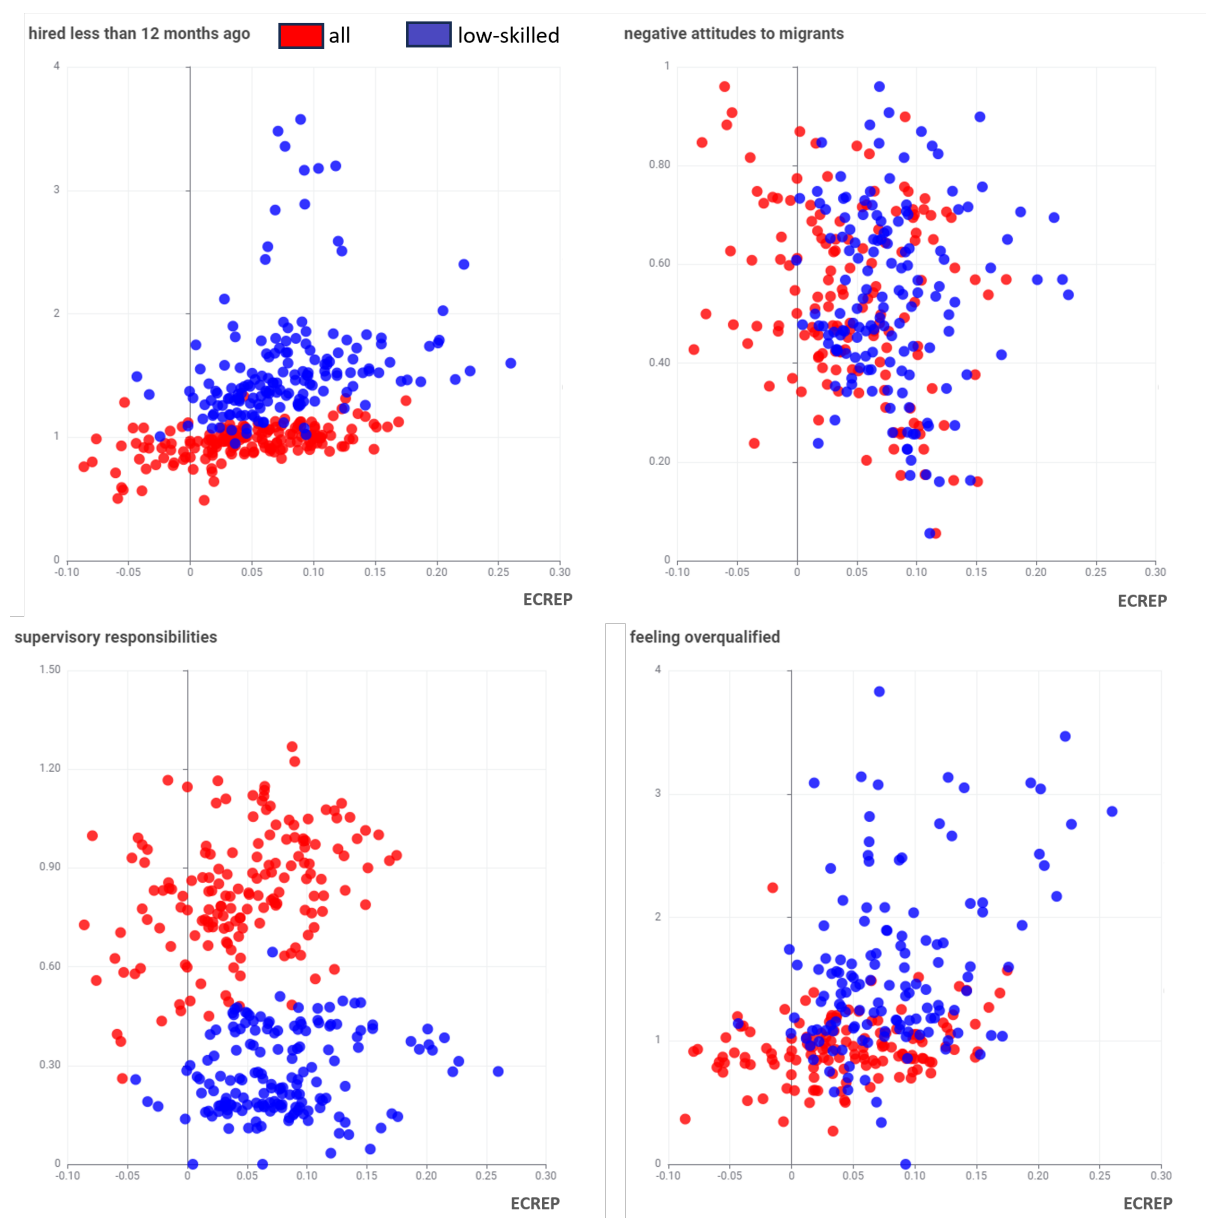 hired less than 12 months ago
all
low-skilled
4
3
2
1
0
-0.10 -0.05 0 0.05 0.10 0.15 0.20 0.25 0.30
ECREP
negative attitudes to migrants
1
0.80
0.60
0.40
0.20
0
-0.10 -0.05 0 0.05 0.10 0.15 0.20 0.25 0.30
ECREP
supervisory responsibilities
1.50
1.20
0.90
0.60
0.30
0
-0.10 -0.05 0 0.05 0.10 0.15 0.20 0.25 0.30
ECREP
feeling overqualified
4
3
2
1
0
-0.10 -0.05 0 0.05 0.10 0.15 0.20 0.25 0.30
ECREP